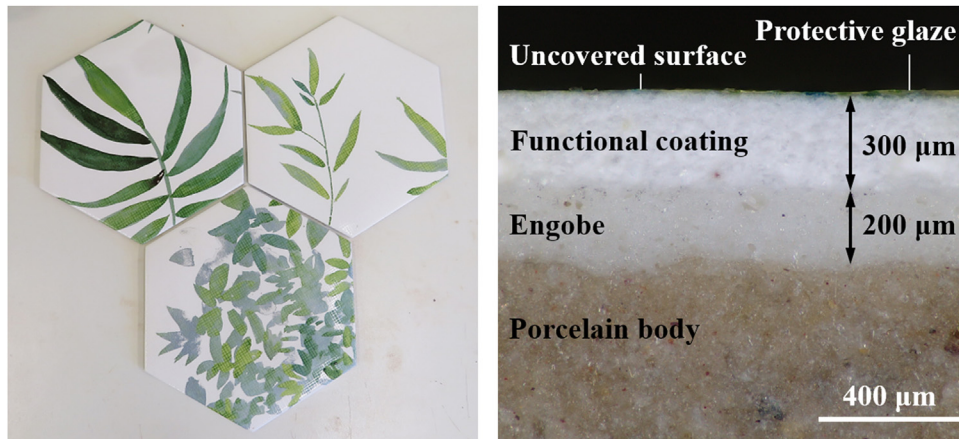 Protective glaze
Uncovered surface
Functional coating
300 μm
Engobe
200 μm
Porcelain body
400 μm